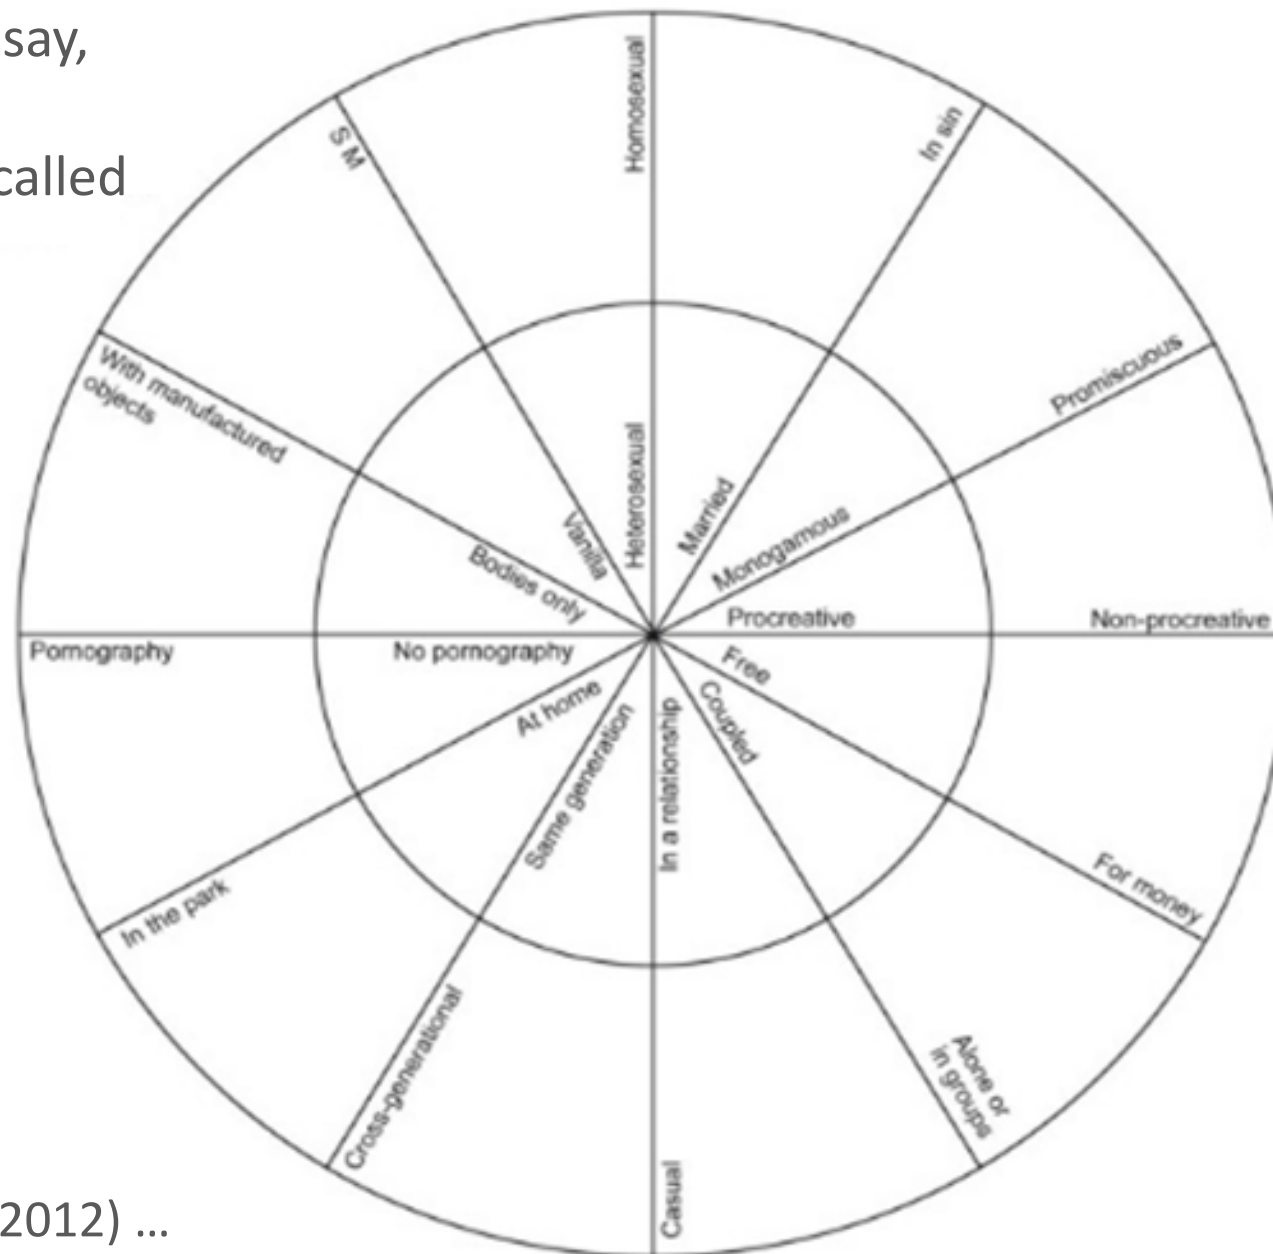 say,
called
Homosexual
In sin
Promiscuous
Non-procreative
For money
Alone or
in groups
Casual
Cross-generational
In the park
Pornography
With manufactured
objects
S M
Heterosexual
Married
Monogamous
Procreative
Free
Coupled
In a relationship
Same generation
At home
No pornography
Bodies only
Vanilla
2012) ...